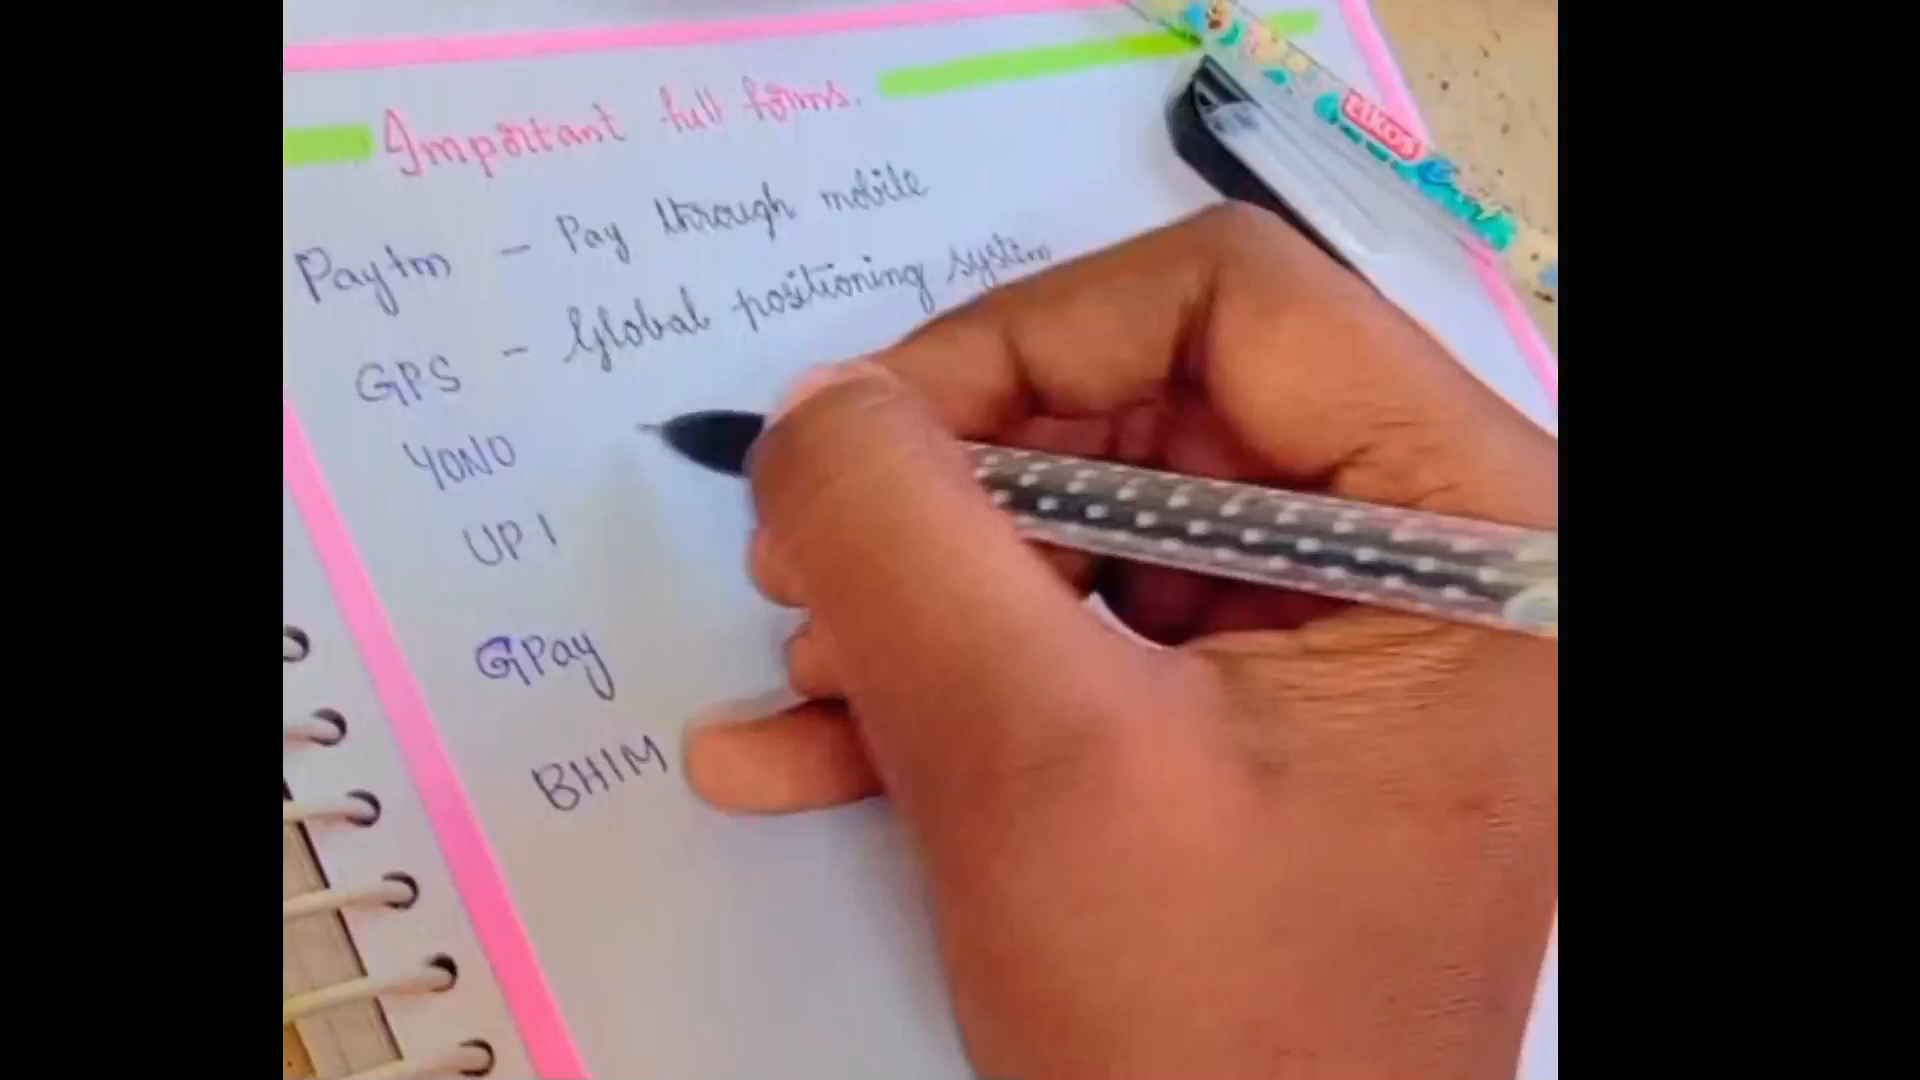 Important full forms.
Paytm - Pay through mobile
GPS - Global positioning system
YONO
UPI
GPay
BHIM